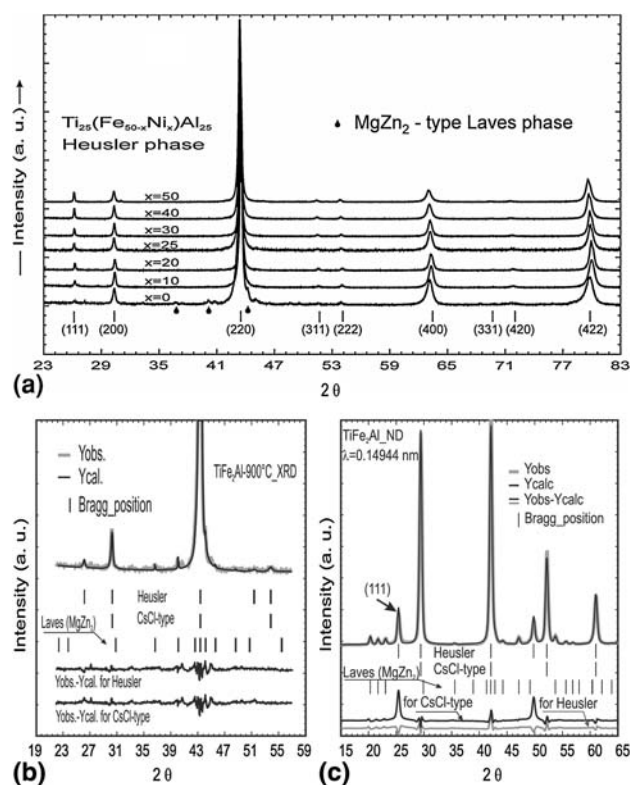 Intensity (a. u.)
Ti25(Fe50-xNix)Al25
Heusler phase
MgZn2 - type Laves phase
x=50
x=40
x=30
x=25
x=20
x=10
x=0
(111) (200) (220) (311) (222) (400) (331) (420) (422)
23 29 35 41 47 53 59 65 71 77 83
(a) 2θ
Intensity (a. u.)
Yobs.
Ycal.
Bragg_position
TiFe2Al-900°C_XRD
Heusler
CsCl-type
Laves (MgZn2)
Yobs.-Ycal. for Heusler
Yobs.-Ycal. for CsCl-type
19 23 27 31 35 39 43 47 51 55 59
(b) 2θ
Intensity (a. u.)
TiFe2Al_ND
λ=0.14944 nm
Yobs
Ycalc
Yobs-Ycalc
Bragg_position
(111)
Heusler
CsCl-type
Laves (MgZn2)
for CsCl-type
for Heusler
15 20 25 30 35 40 45 50 55 60 65
(c) 2θ